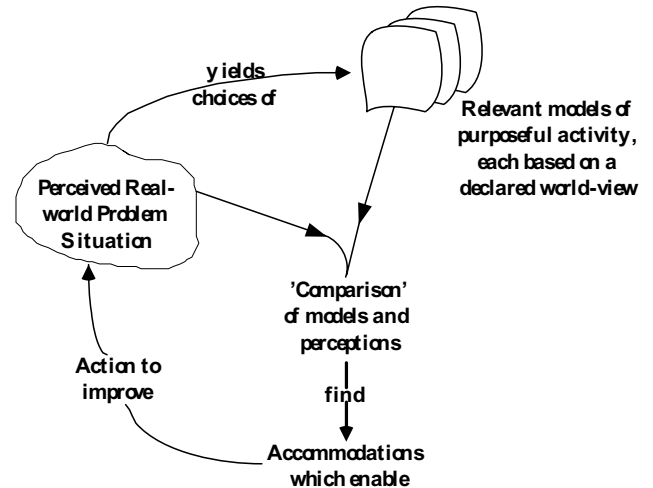 yields
choices of
Relevant models of
purposeful activity,
each based on a
declared world-view
Perceived Real-
world Problem
Situation
'Comparison'
of models and
perceptions
find
Accommodations
which enable
Action to
improve